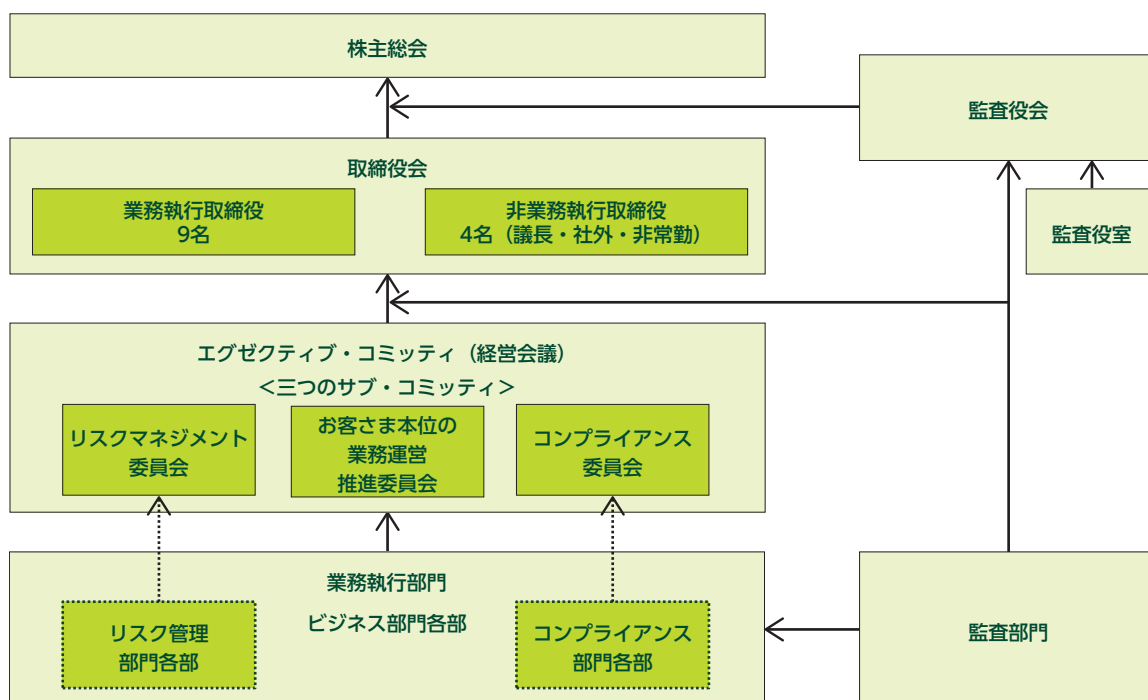 株主総会
監査役会
取締役会
業務執行取締役
9名
非業務執行取締役
4名（議長・社外・非常勤）
監査役室
エグゼクティブ・コミッティ（経営会議）
＜三つのサブ・コミッティ＞
リスクマネジメント
委員会
お客さま本位の
業務運営
推進委員会
コンプライアンス
委員会
業務執行部門
ビジネス部門各部
リスク管理
部門各部
コンプライアンス
部門各部
監査部門